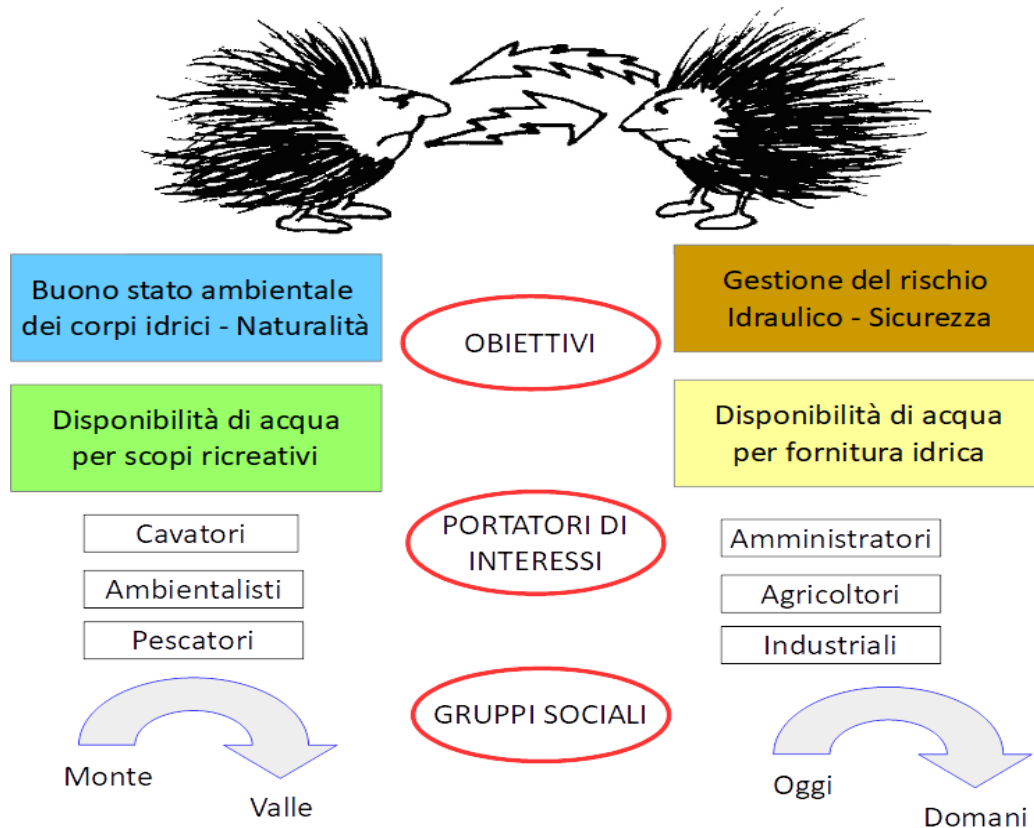 Buono stato ambientale
dei corpi idrici - Naturalità
Gestione del rischio
Idraulico - Sicurezza
OBIETTIVI
Disponibilità di acqua
per scopi ricreativi
Disponibilità di acqua
per fornitura idrica
Cavatori
Ambientalisti
Pescatori
PORTATORI DI
INTERESSI
Amministratori
Agricoltori
Industriali
GRUPPI SOCIALI
Monte
Valle
Oggi
Domani